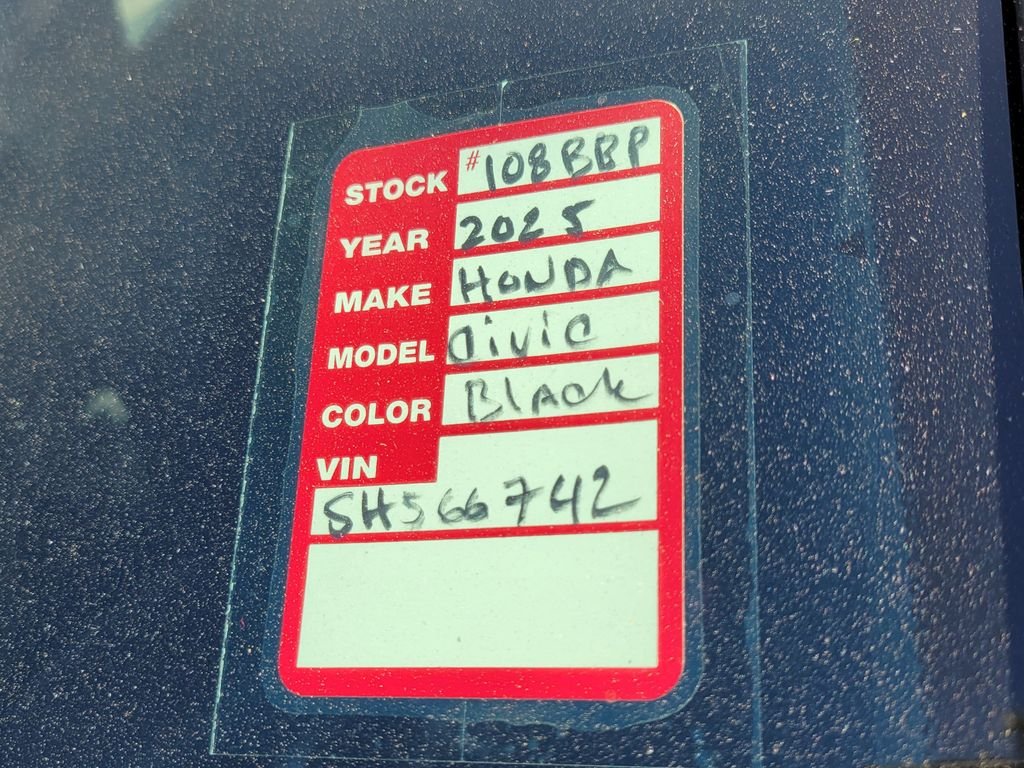 STOCK #108BBP
YEAR 2025
MAKE HONDA
MODEL Civic
COLOR Black
VIN
SH566742